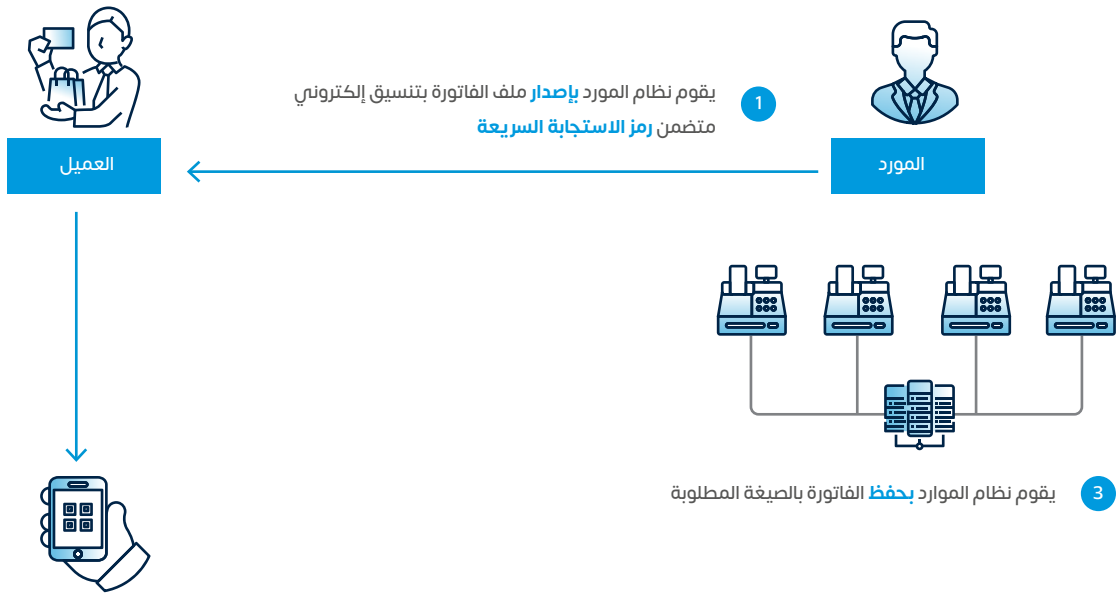 1
يقوم نظام المورد بإصدار ملف الفاتورة بتنسيق إلكتروني
متضمن رمز الاستجابة السريعة
المورد
العميل
3
يقوم نظام الموارد بحفظ الفاتورة بالصيغة المطلوبة